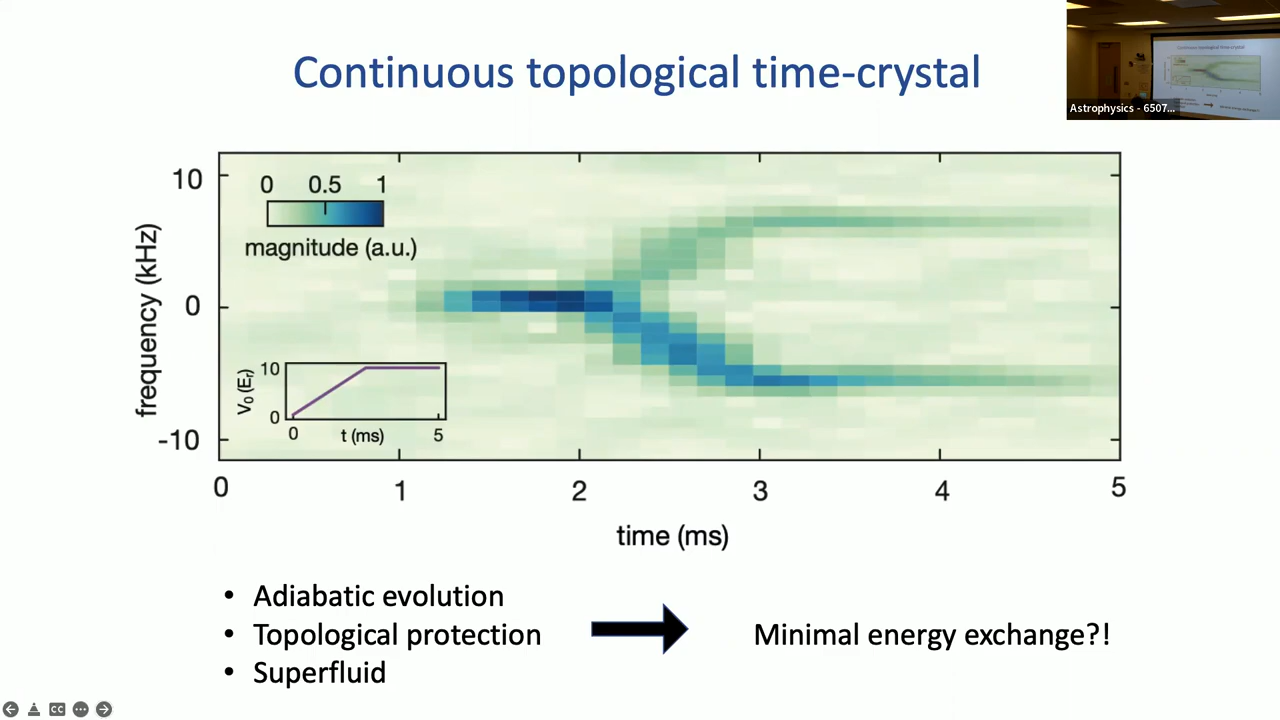 Continuous topological time-crystal
Astrophysics - 6507...
10
0
-10
frequency (kHz)
0 0.5 1
magnitude (a.u.)
10
0
V₀ (Eᵣ)
0 t (ms) 5
0 1 2 3 4 5
time (ms)
• Adiabatic evolution
• Topological protection
• Superfluid
Minimal energy exchange?!
CC